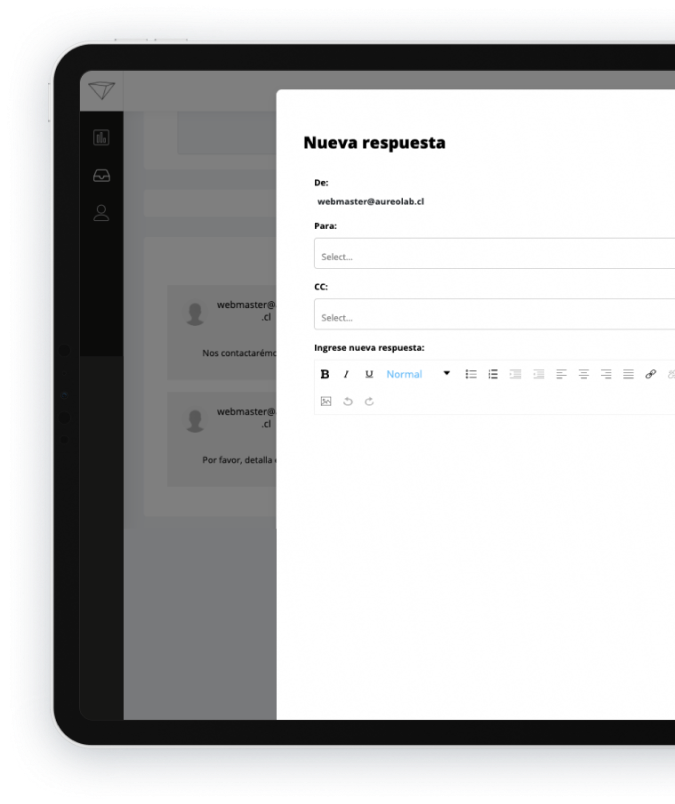 Nueva respuesta
De:
webmaster@aureolab.cl
Para:
Select...
CC:
Select...
Ingrese nueva respuesta:
B I U Normal
webmaster@
.cl
Nos contactarémo
webmaster@
.cl
Por favor, detalla